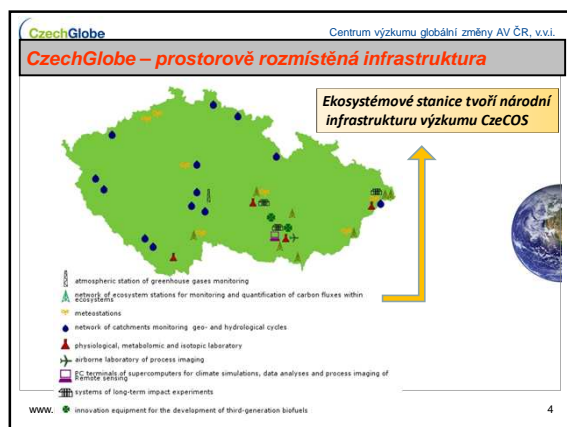 CzechGlobe
Centrum výzkumu globální změny AV ČR, v.v.i.
CzechGlobe – prostorově rozmístěná infrastruktura
Ekosystémové stanice tvoří národní
infrastrukturu výzkumu CzeCOS
atmospheric station of greenhouse gases monitoring
network of ecosystem stations for monitoring and quantification of carbon fluxes within
ecosystems
meteostations
network of catchments monitoring geo- and hydrological cycles
physiological, metabolomic and isotopic laboratory
airborne laboratory of process imaging
PC terminals of supercomputers for climate simulations, data analyses and process imaging of
remote sensing
systems of long-term impact experiments
innovation equipment for the development of third-generation biofuels
www.
4